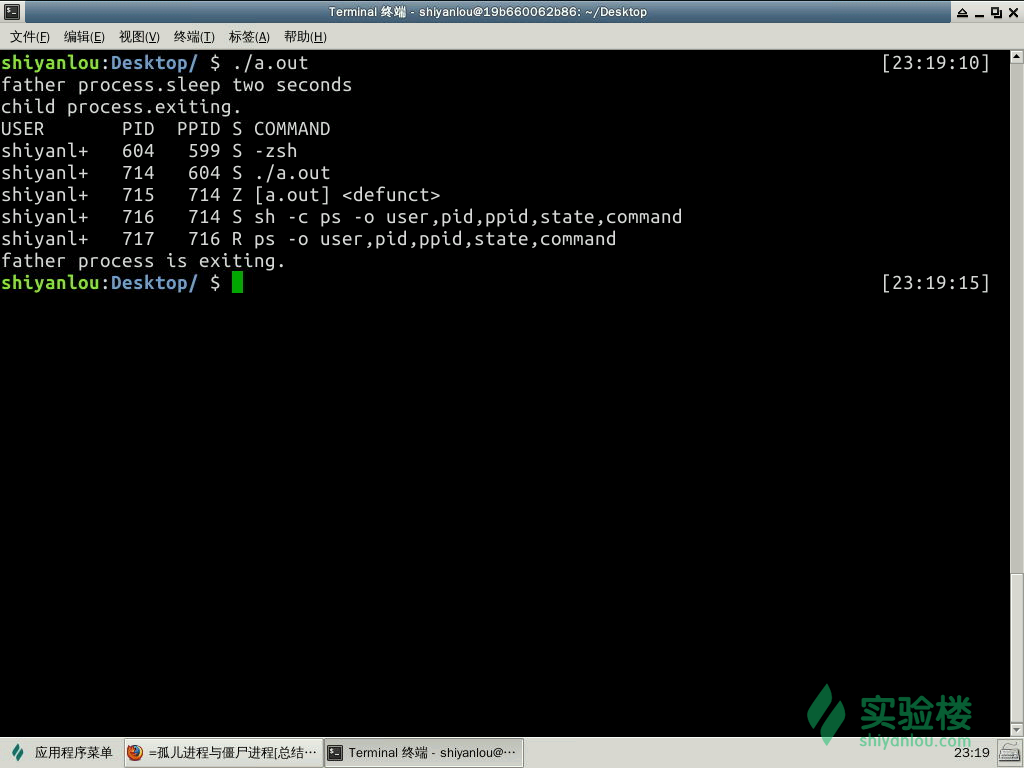 Terminal 终端 - shiyanlou@19b660062b86: ~/Desktop
文件(F) 编辑(E) 视图(V) 终端(T) 标签(A) 帮助(H)
shiyanlou:Desktop/ $ ./a.out [23:19:10]
father process.sleep two seconds
child process.exiting.
USER       PID  PPID S COMMAND
shiyanl+   604   599 S -zsh
shiyanl+   714   604 S ./a.out
shiyanl+   715   714 Z [a.out] <defunct>
shiyanl+   716   714 S sh -c ps -o user,pid,ppid,state,command
shiyanl+   717   716 R ps -o user,pid,ppid,state,command
father process is exiting.
shiyanlou:Desktop/ $ [23:19:15]
实验楼
shiyanlou.com
应用程序菜单 =孤儿进程与僵尸进程[总结··· Terminal 终端 - shiyanlou@··· 23:19